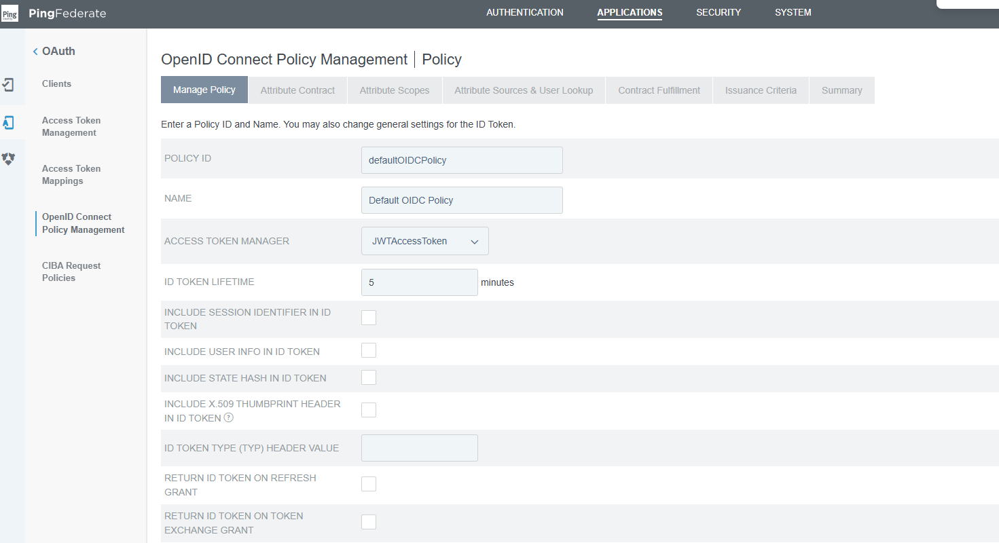 Ping
PingFederate
AUTHENTICATION
APPLICATIONS
SECURITY
SYSTEM
OAuth
Clients
Access Token
Management
Access Token
Mappings
OpenID Connect
Policy Management
CIBA Request
Policies
OpenID Connect Policy Management | Policy
Manage Policy
Attribute Contract
Attribute Scopes
Attribute Sources & User Lookup
Contract Fulfillment
Issuance Criteria
Summary
Enter a Policy ID and Name. You may also change general settings for the ID Token.
POLICY ID
defaultOIDCPolicy
NAME
Default OIDC Policy
ACCESS TOKEN MANAGER
JWTAccessToken
ID TOKEN LIFETIME
5 minutes
INCLUDE SESSION IDENTIFIER IN ID
TOKEN
INCLUDE USER INFO IN ID TOKEN
INCLUDE STATE HASH IN ID TOKEN
INCLUDE X.509 THUMBPRINT HEADER
IN ID TOKEN ?
ID TOKEN TYPE (TYP) HEADER VALUE
RETURN ID TOKEN ON REFRESH
GRANT
RETURN ID TOKEN ON TOKEN
EXCHANGE GRANT